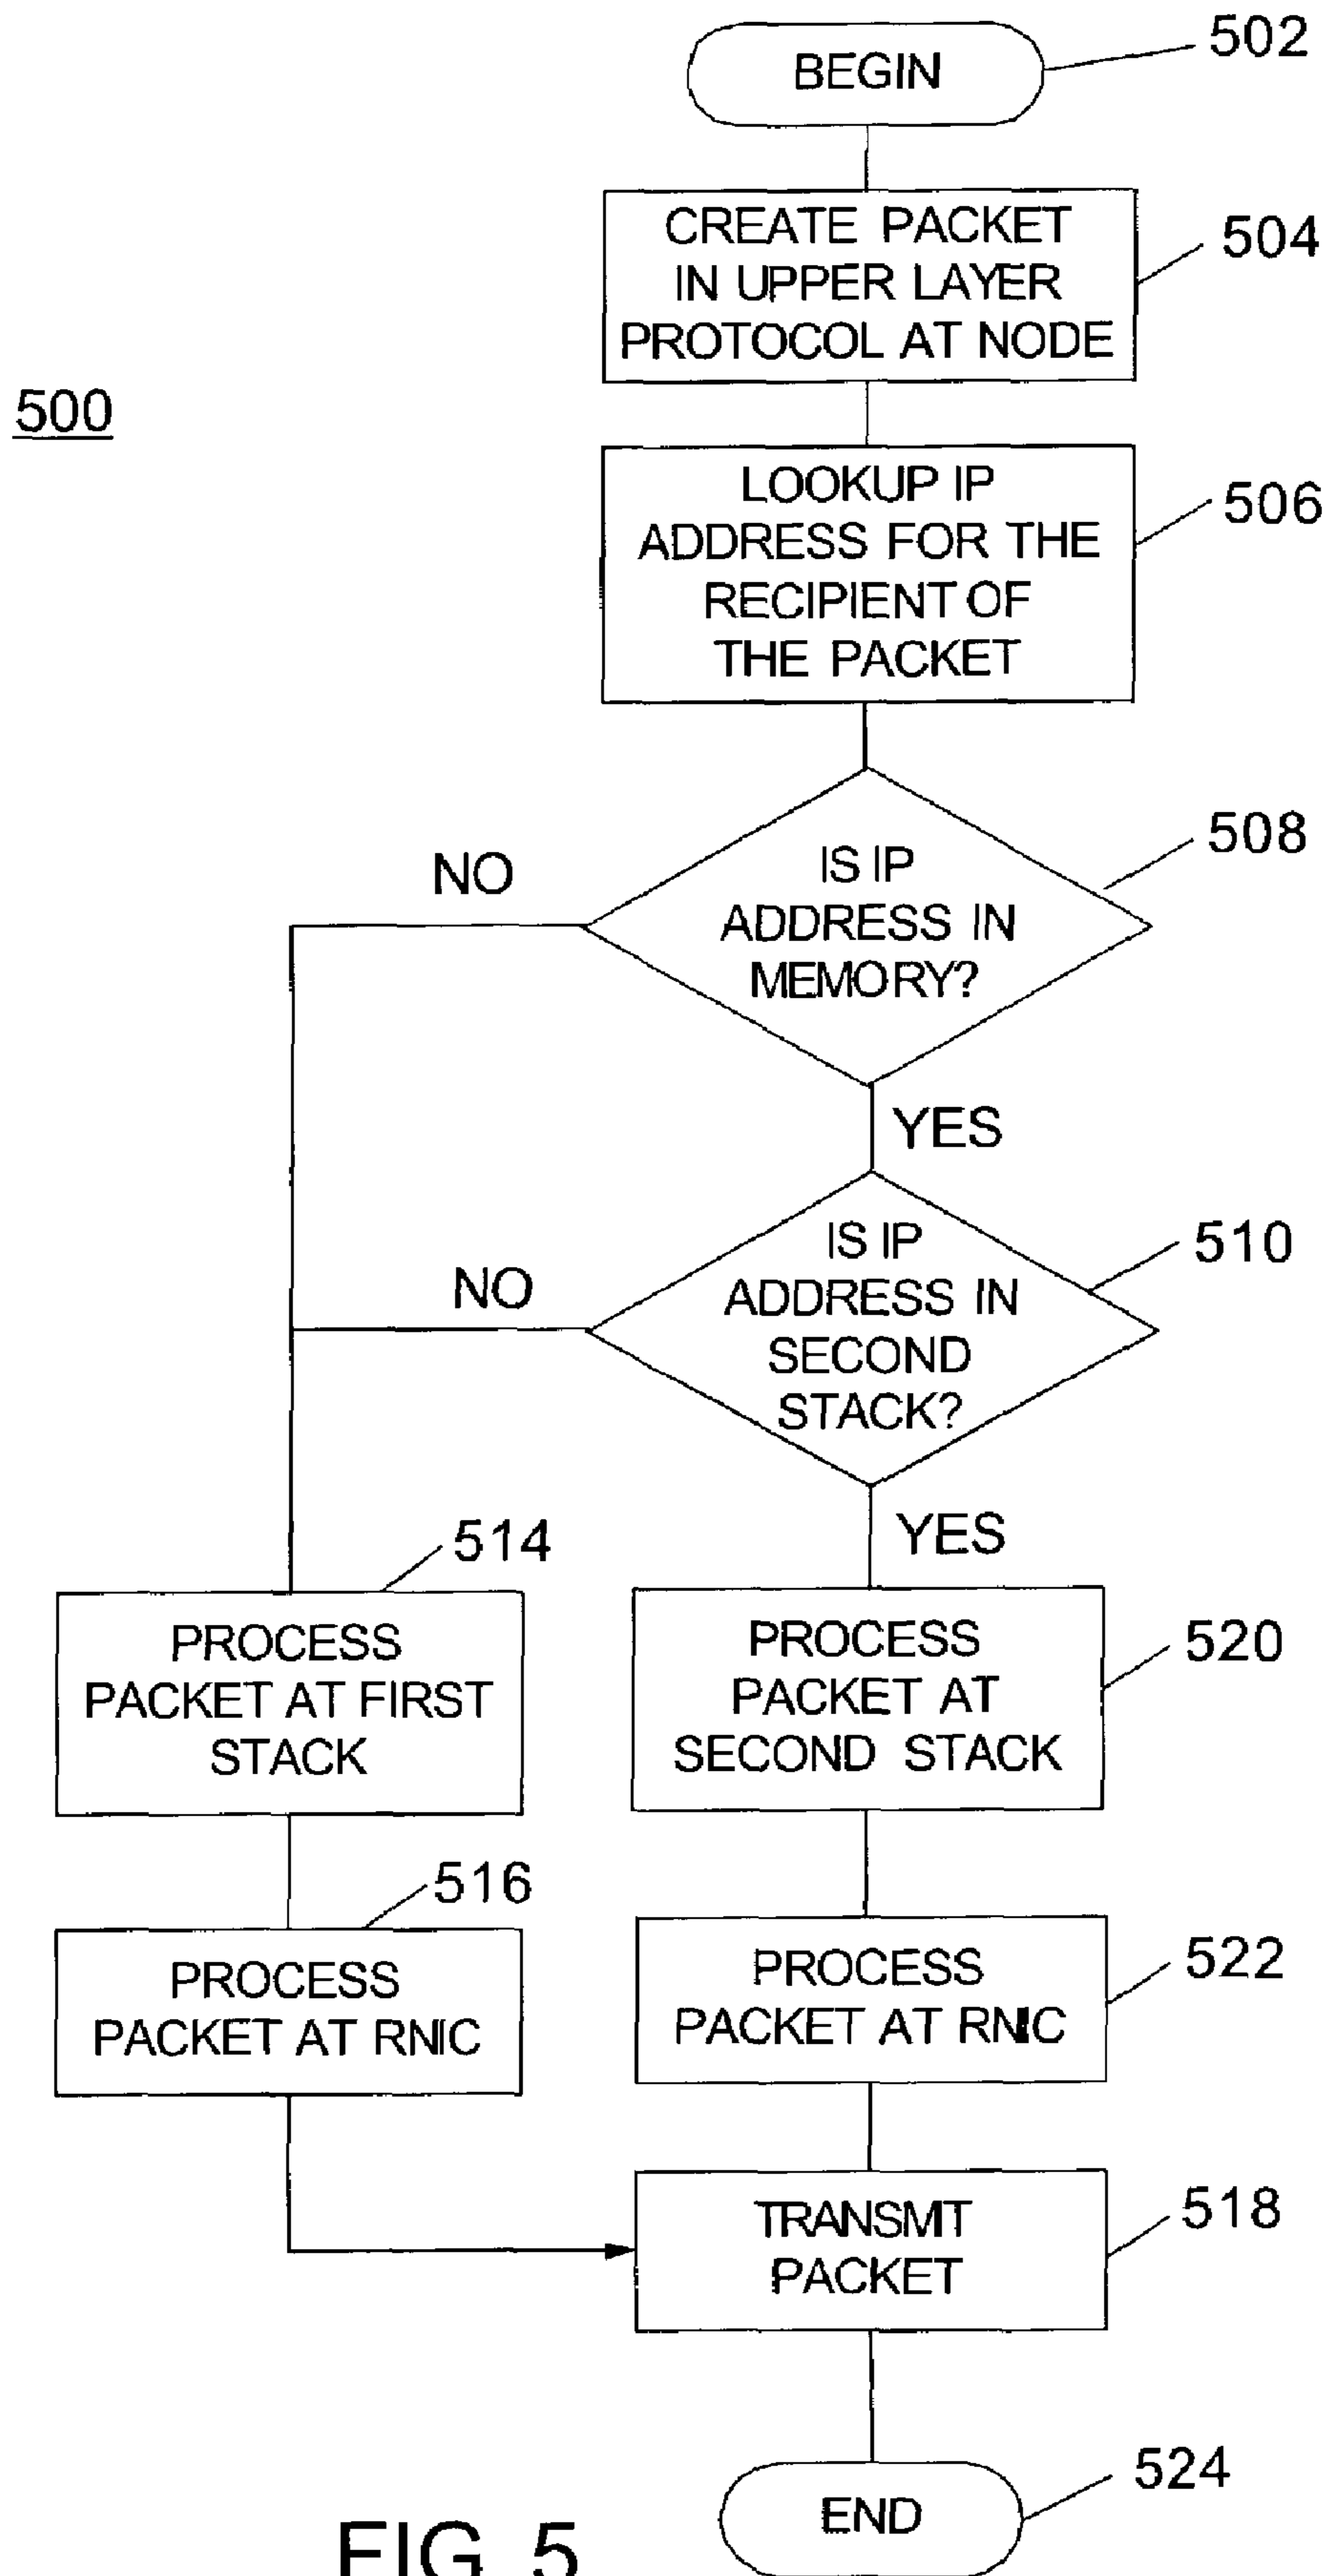 BEGIN
502
CREATE PACKET
IN UPPER LAYER
PROTOCOL AT NODE
504
500
LOOKUP IP
ADDRESS FOR THE
RECIPIENT OF
THE PACKET
506
IS IP
ADDRESS IN
MEMORY?
508
NO
YES
IS IP
ADDRESS IN
SECOND
STACK?
510
NO
YES
514
PROCESS
PACKET AT FIRST
STACK
PROCESS
PACKET AT
SECOND STACK
520
516
PROCESS
PACKET AT RNIC
PROCESS
PACKET AT RNIC
522
TRANSMT
PACKET
518
END
524
FIG. 5